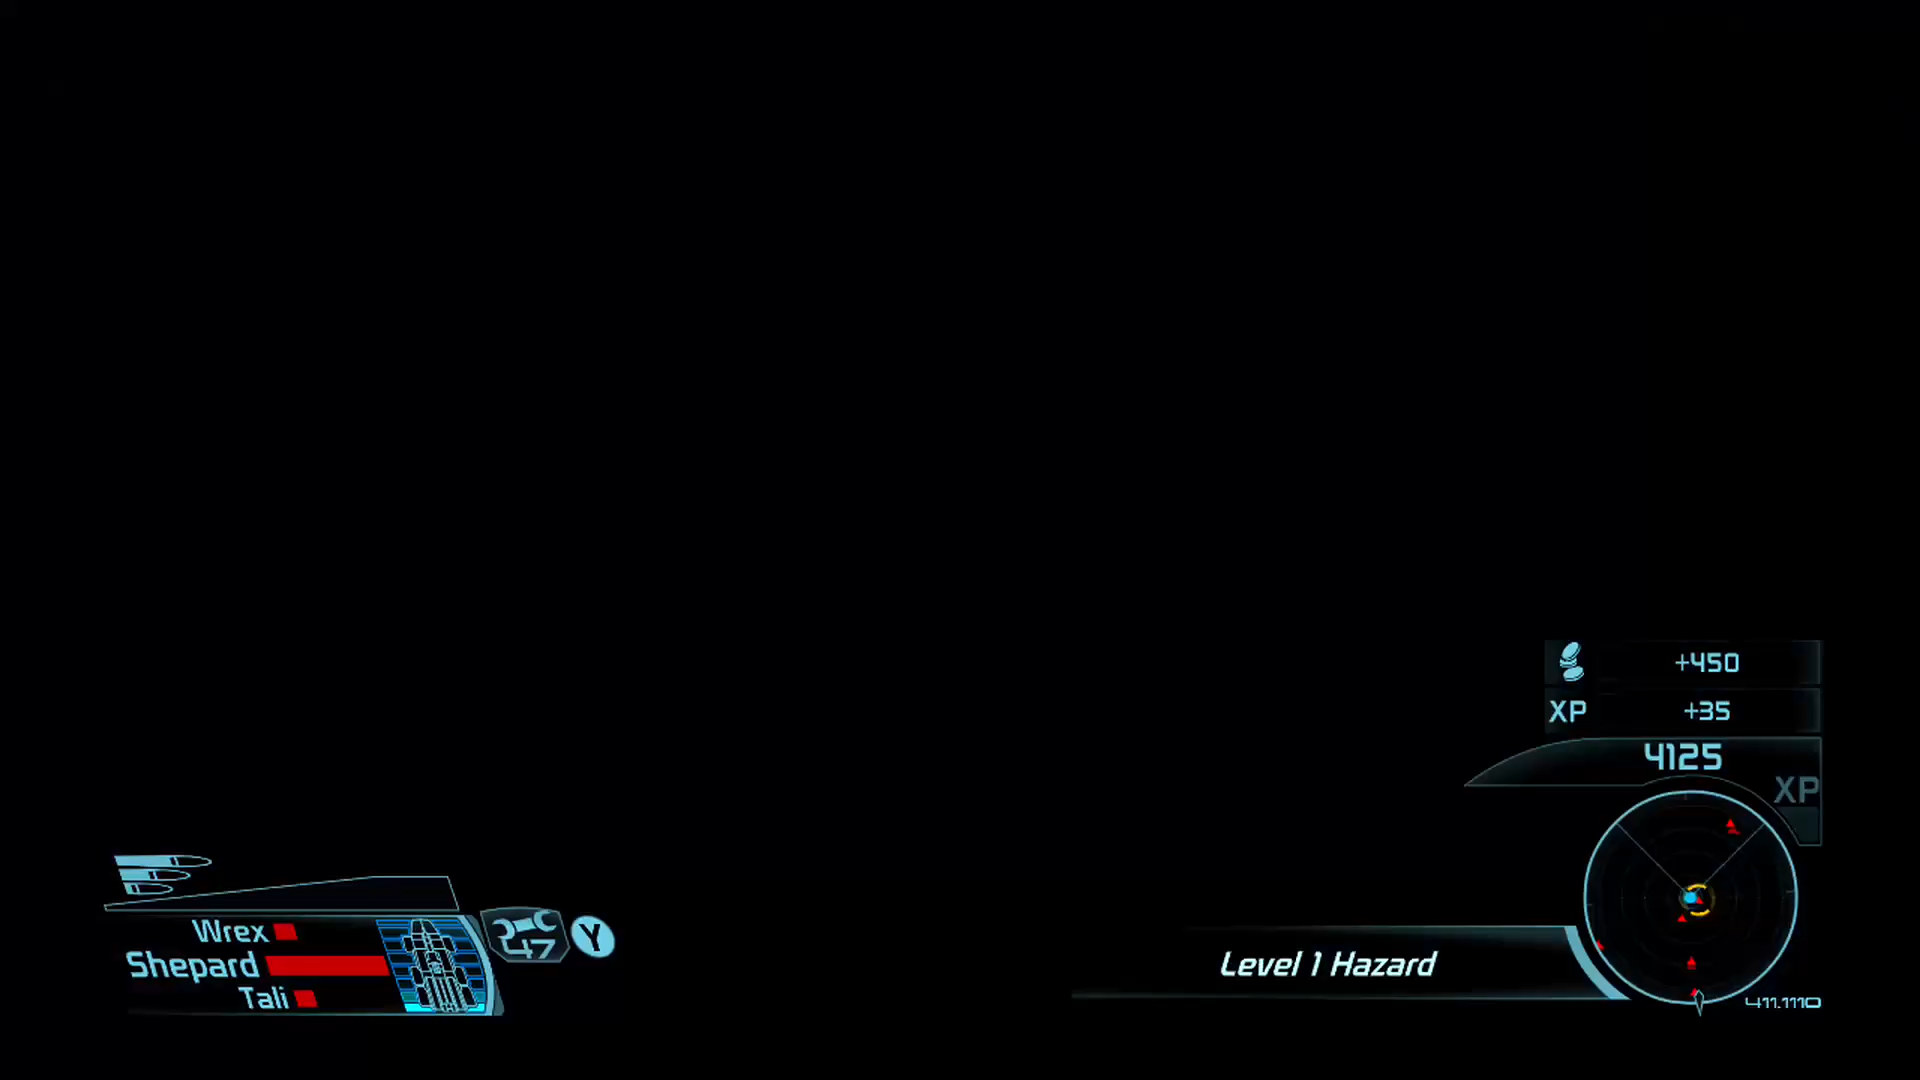 +450
XP +35
4125
XP
Wrex
Shepard
Tali
47
Y
Level 1 Hazard
411.1110